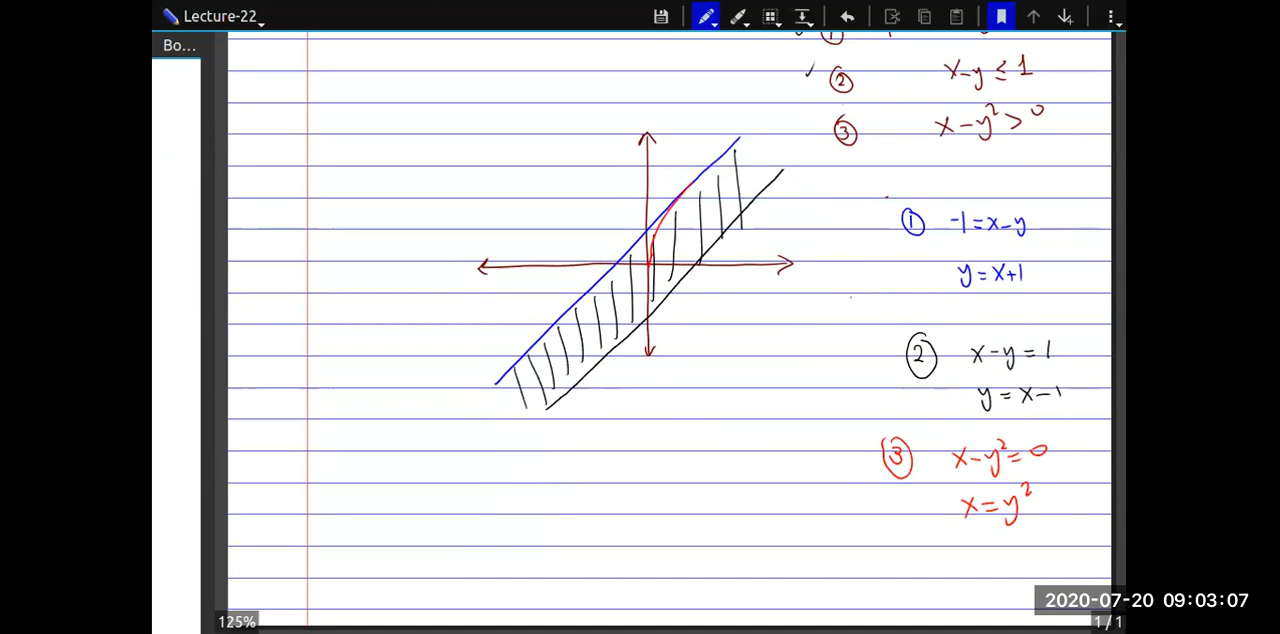 Lecture-22
Bo...
①
② x-y ≤ 1
③ x-y² > 0
① -1=x-y
y=x+1
② x-y=1
y=x-1
③ x-y²=0
x=y²
2020-07-20 09:03:07
125%
1/1